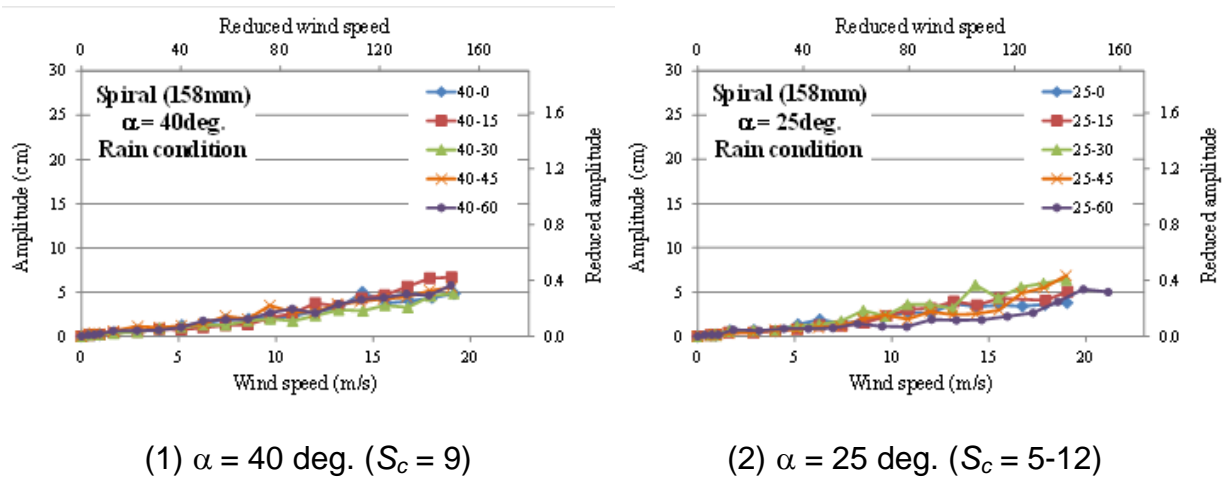 Reduced wind speed
0 40 80 120 160
30
25
20
15
10
5
0
Amplitude (cm)
Spiral (158mm)
α = 40deg.
Rain condition
40-0
40-15
40-30
40-45
40-60
1.6
1.2
0.8
0.4
0.0
Reduced amplitude
0 5 10 15 20
Wind speed (m/s)
(1) α = 40 deg. (Sc = 9)
Reduced wind speed
0 40 80 120 160
30
25
20
15
10
5
0
Amplitude (cm)
Spiral (158mm)
α = 25deg.
Rain condition
25-0
25-15
25-30
25-45
25-60
1.6
1.2
0.8
0.4
0.0
Reduced amplitude
0 5 10 15 20
Wind speed (m/s)
(2) α = 25 deg. (Sc = 5-12)